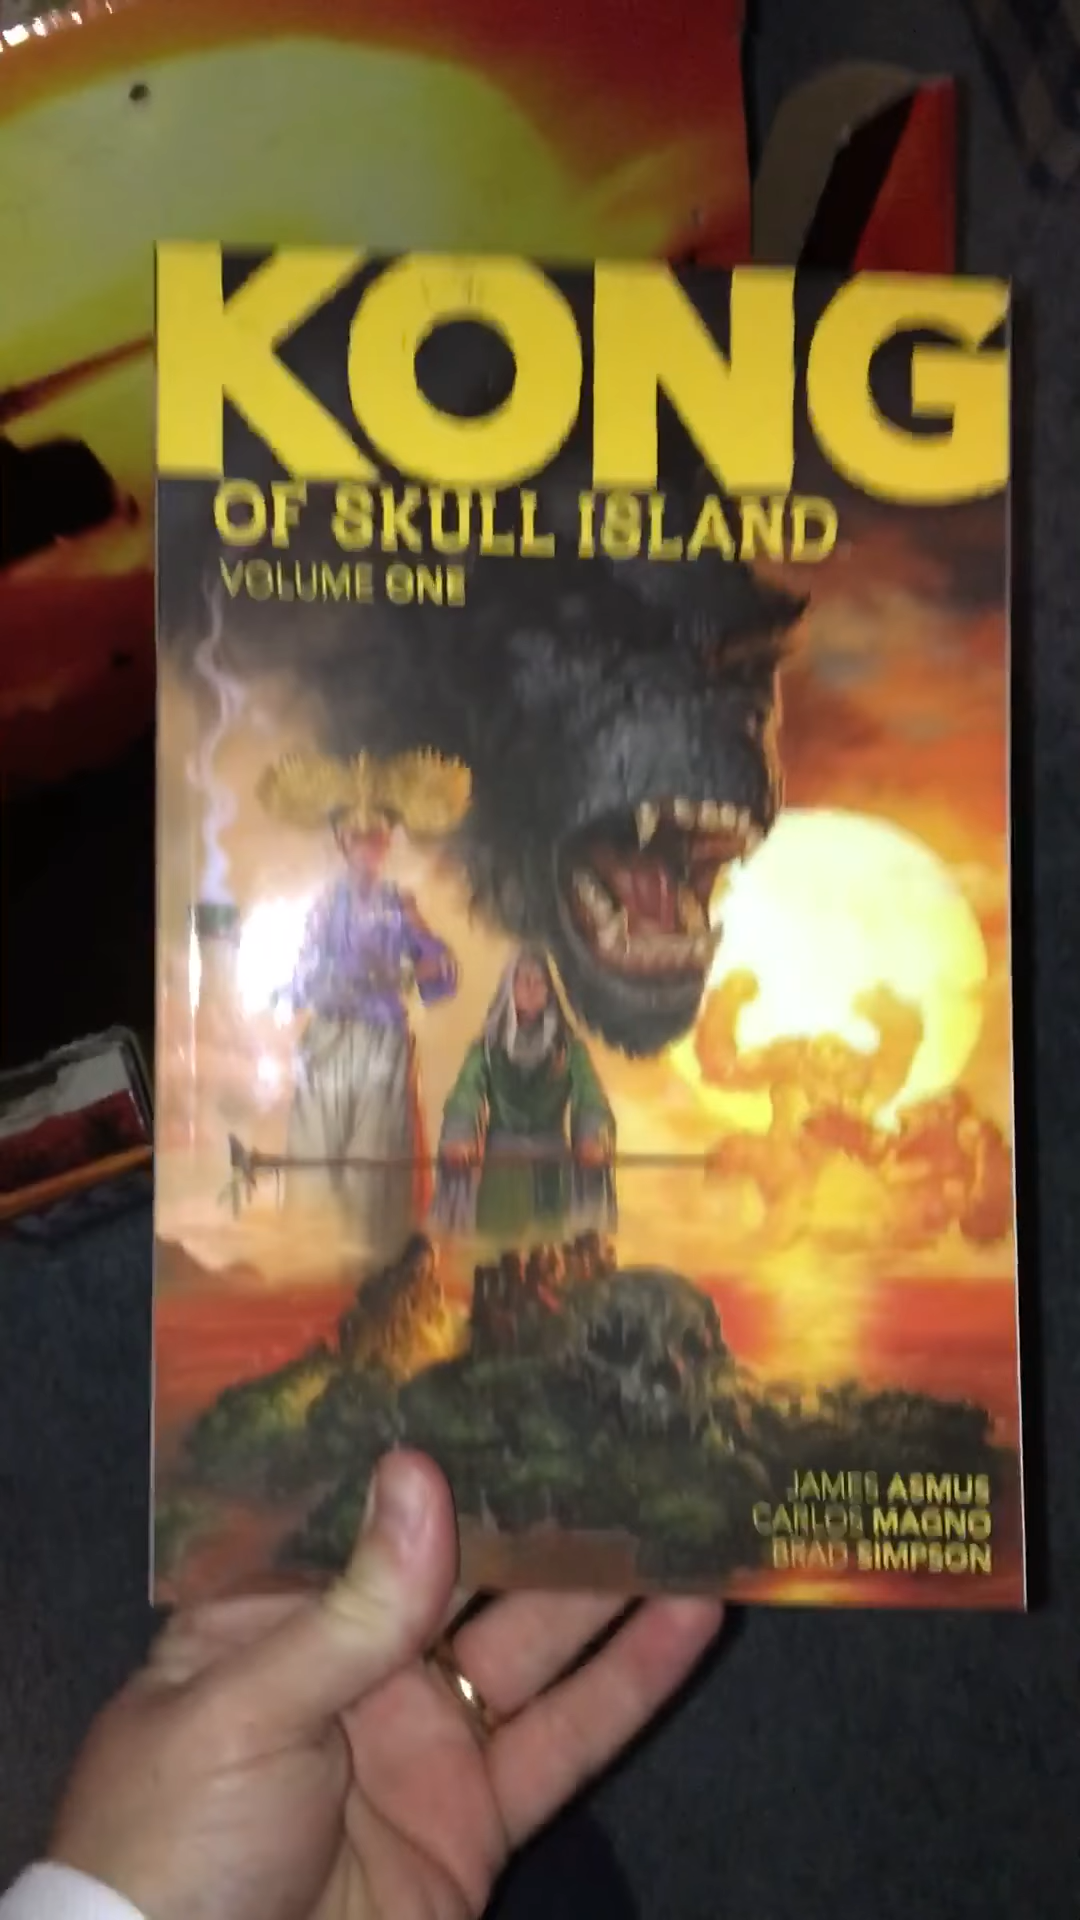 KONG
OF SKULL ISLAND
VOLUME ONE
JAMES ASMUS
CARLOS MAGNO
BRAD SIMPSON